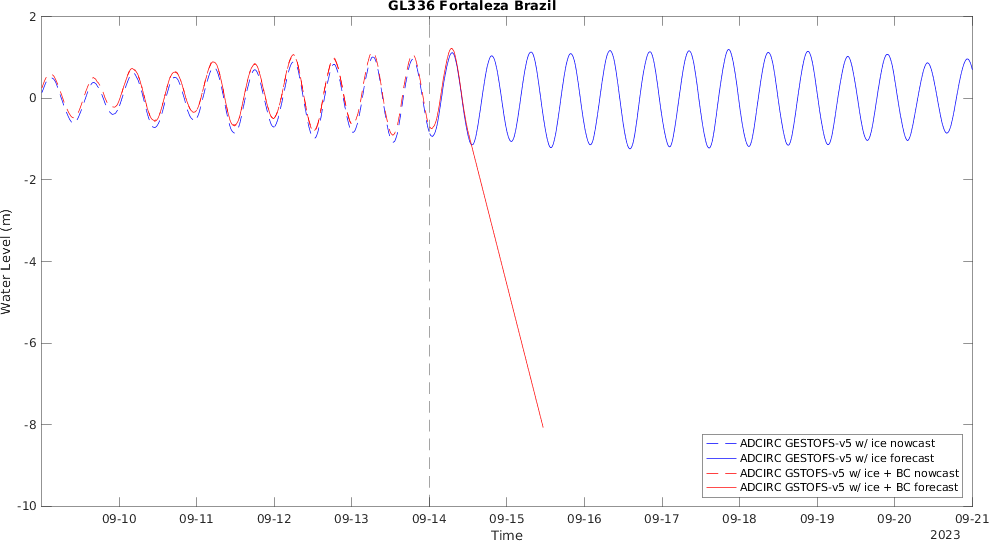 GL336 Fortaleza Brazil
2
0
-2
-4
-6
-8
-10
Water Level (m)
ADCIRC GESTOFS-v5 w/ ice nowcast
ADCIRC GESTOFS-v5 w/ ice forecast
ADCIRC GSTOFS-v5 w/ ice + BC nowcast
ADCIRC GSTOFS-v5 w/ ice + BC forecast
09-10 09-11 09-12 09-13 09-14 09-15 09-16 09-17 09-18 09-19 09-20 09-21
Time
2023